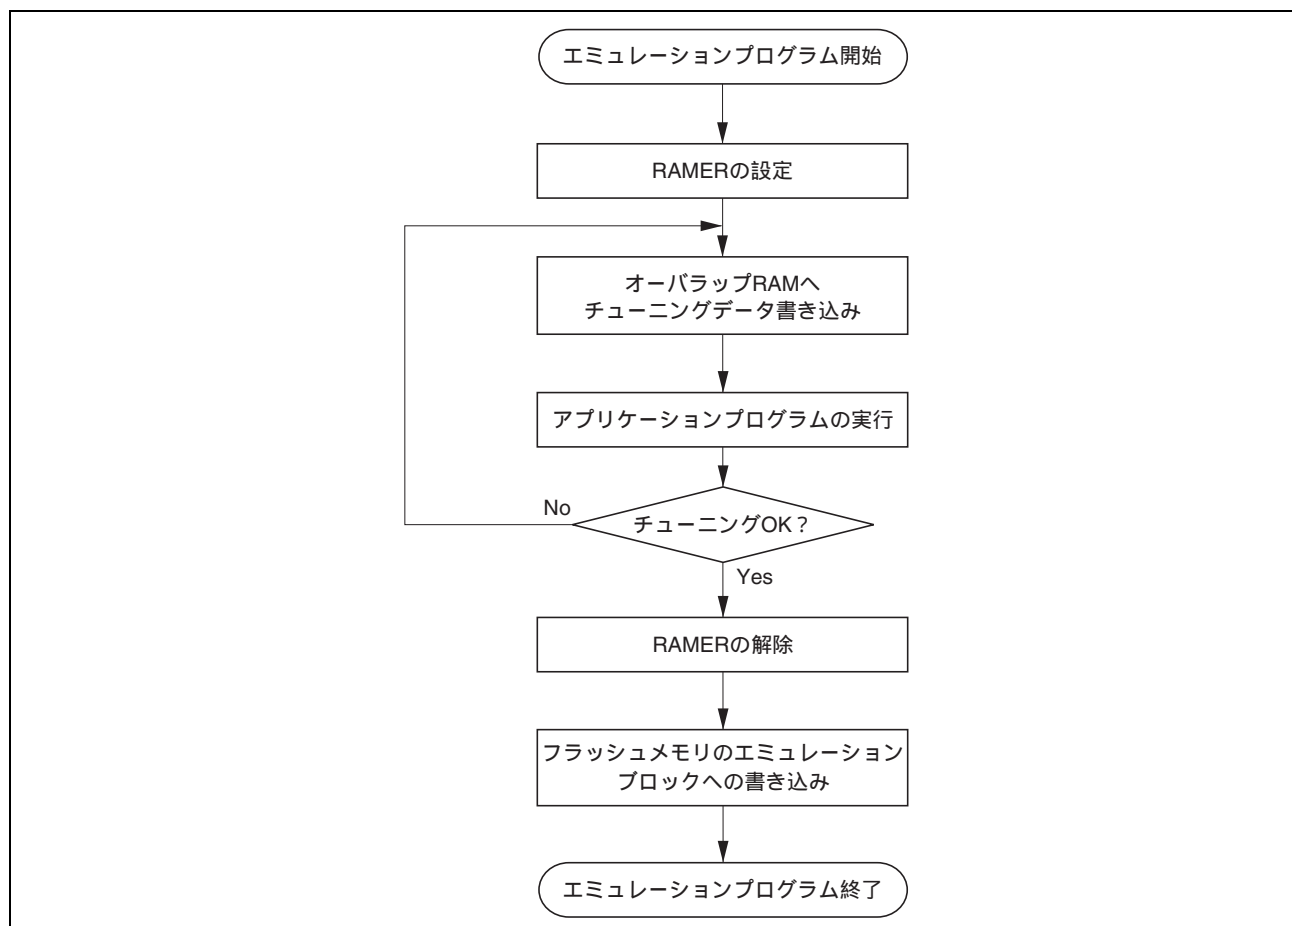 エミュレーションプログラム開始
RAMERの設定
オーバラップRAMへ
チューニングデータ書き込み
アプリケーションプログラムの実行
No
チューニングOK？
Yes
RAMERの解除
フラッシュメモリのエミュレーション
ブロックへの書き込み
エミュレーションプログラム終了